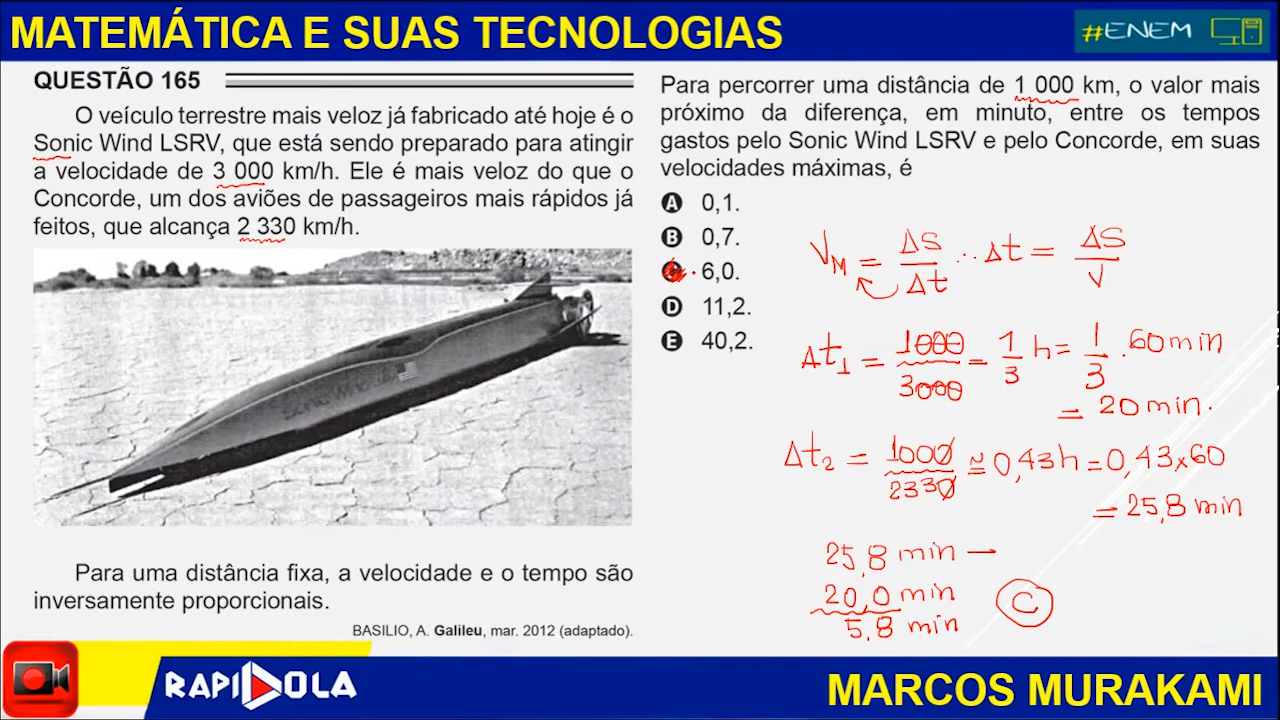 MATEMÁTICA E SUAS TECNOLOGIAS
#ENEM
QUESTÃO 165
O veículo terrestre mais veloz já fabricado até hoje é o
Sonic Wind LSRV, que está sendo preparado para atingir
a velocidade de 3 000 km/h. Ele é mais veloz do que o
Concorde, um dos aviões de passageiros mais rápidos já
feitos, que alcança 2 330 km/h.
Para uma distância fixa, a velocidade e o tempo são
inversamente proporcionais.
BASILIO, A. Galileu, mar. 2012 (adaptado).
Para percorrer uma distância de 1 000 km, o valor mais
próximo da diferença, em minuto, entre os tempos
gastos pelo Sonic Wind LSRV e pelo Concorde, em suas
velocidades máximas, é
A 0,1.
B 0,7.
6,0.
D 11,2.
E 40,2.
VM = ΔS/Δt ∴ Δt = ΔS/V
Δt1 = 1000/3000 = 1/3 h = 1/3 . 60 min
= 20 min.
Δt2 = 1000/2330 ≅ 0,43 h = 0,43 x 60
= 25,8 min
25,8 min –
20,0 min
5,8 min
C
RAPIDOLA
MARCOS MURAKAMI